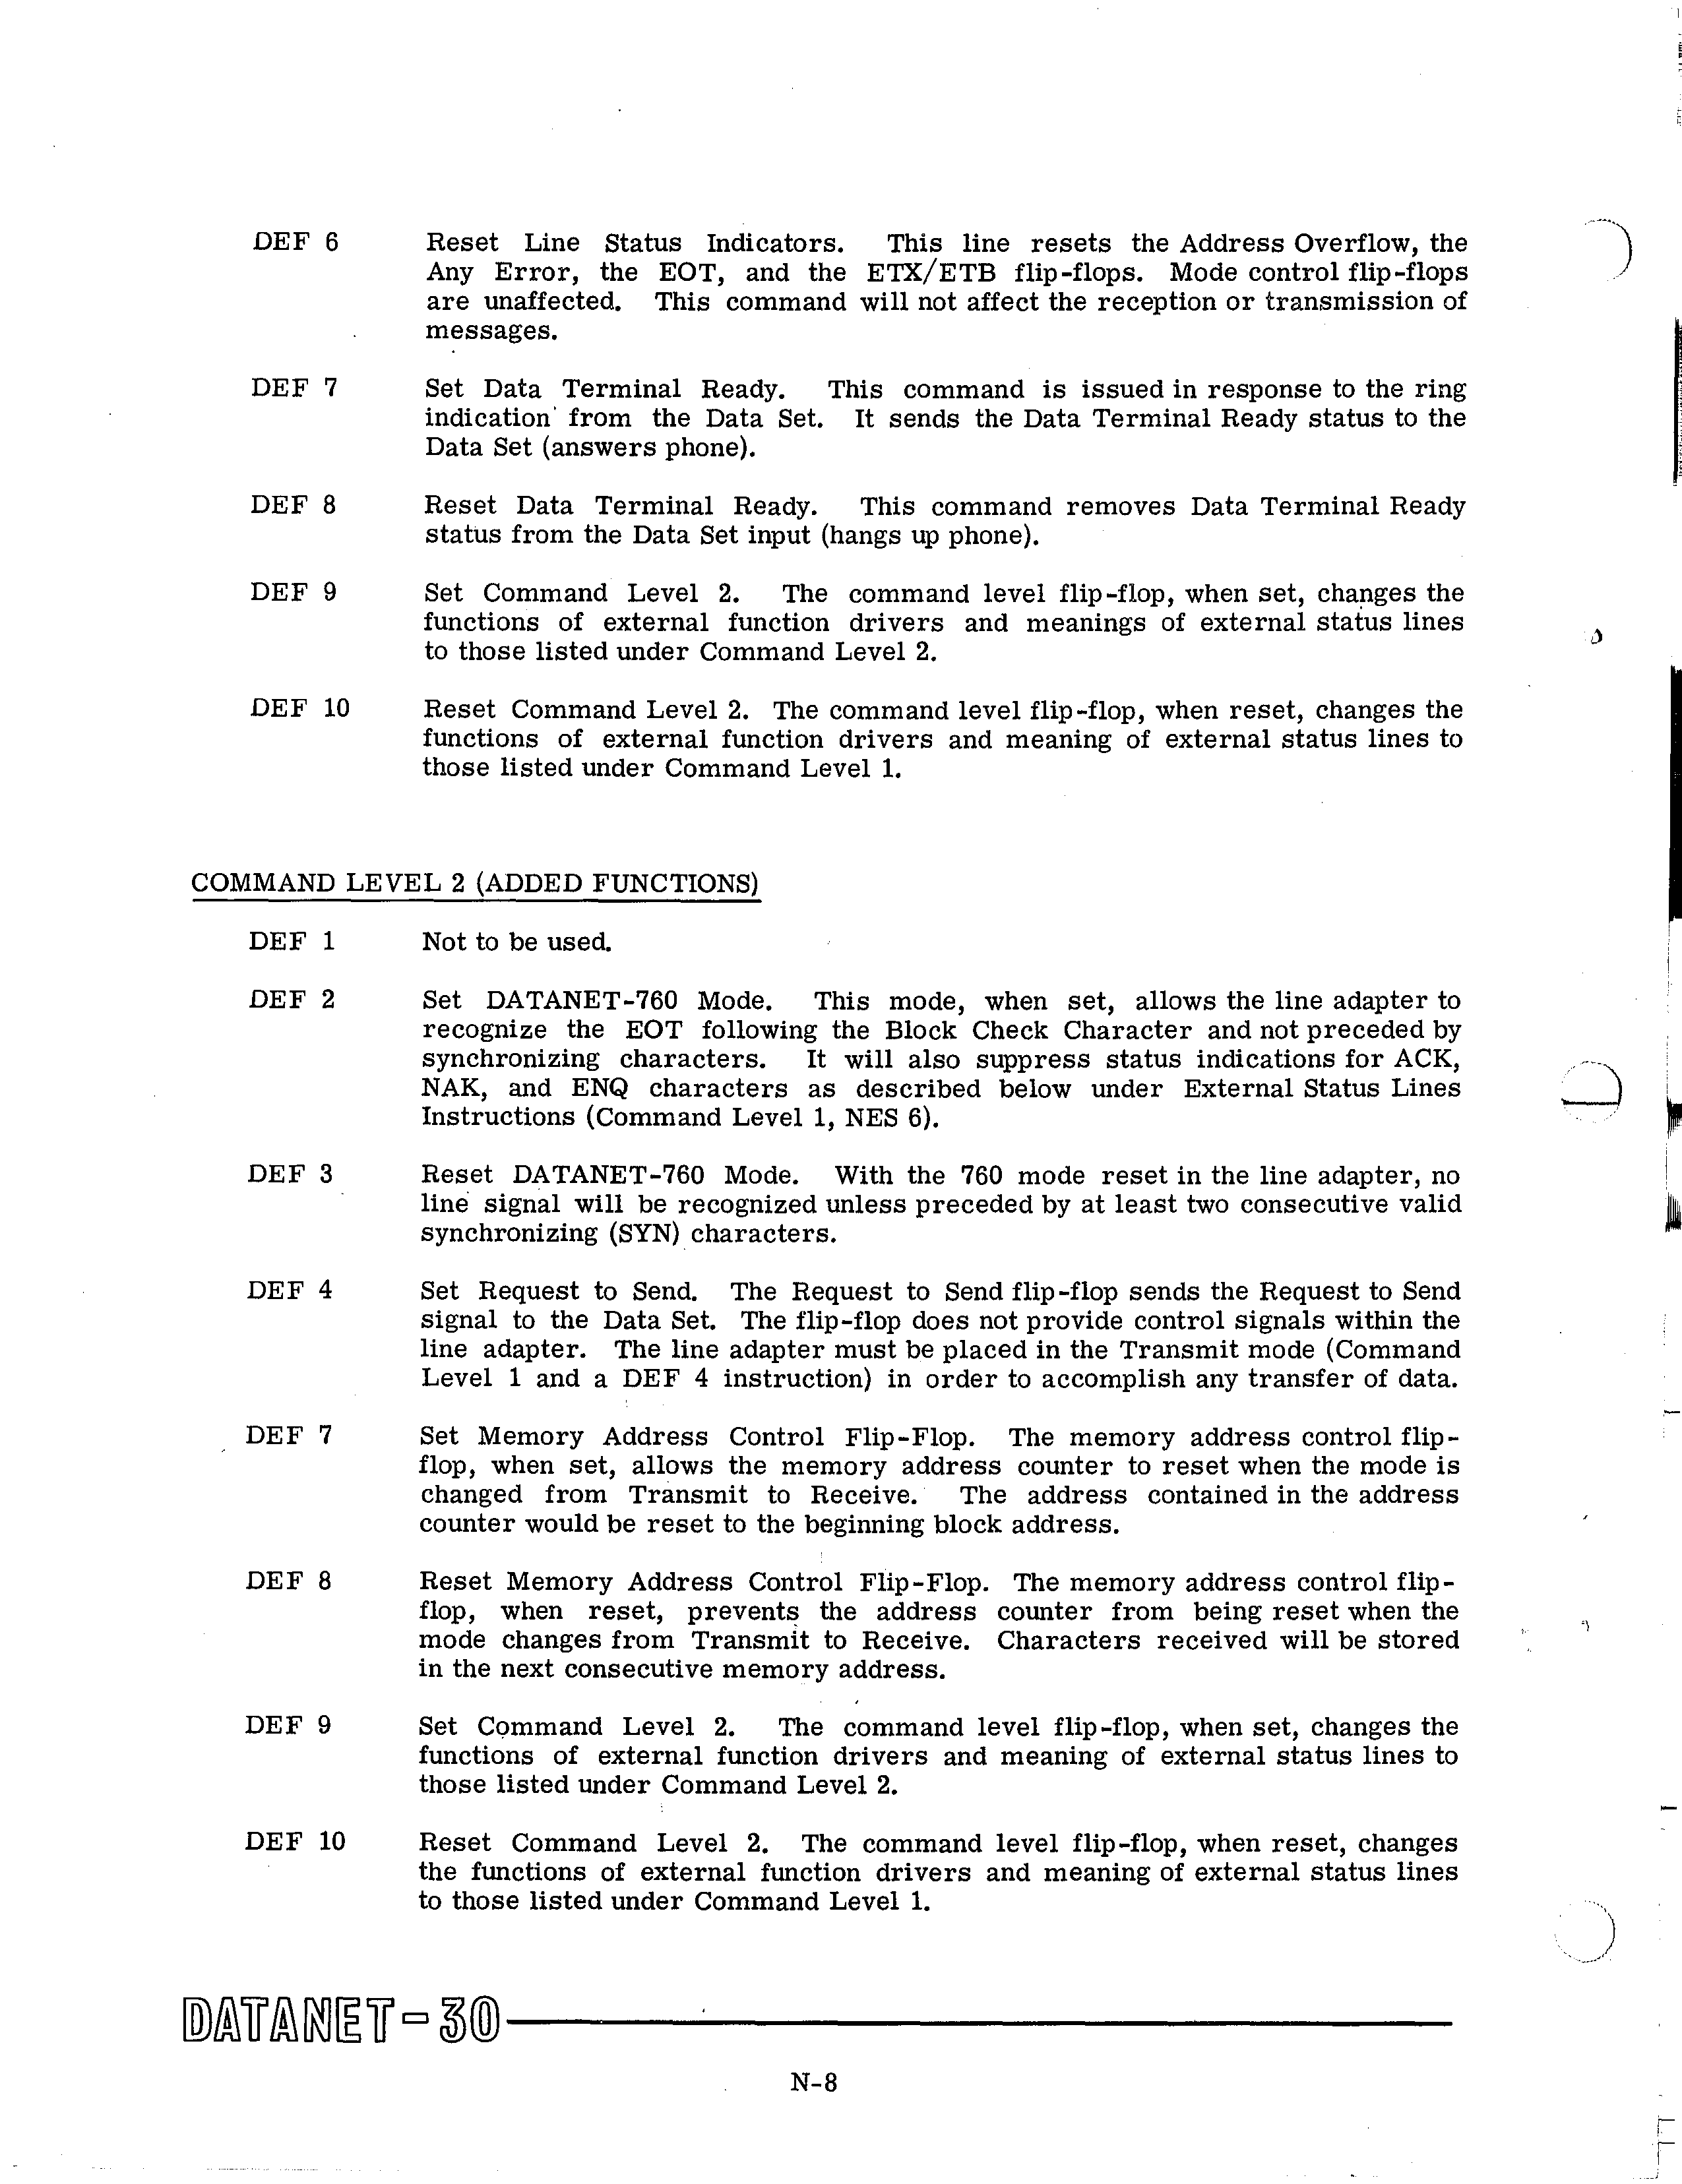 DEF 6 Reset Line Status Indicators. This line resets the Address Overflow, the
Any Error, the EOT, and the ETX/ETB flip-flops. Mode control flip-flops
are unaffected. This command will not affect the reception or transmission of
messages.
DEF 7 Set Data Terminal Ready. This command is issued in response to the ring
indication from the Data Set. It sends the Data Terminal Ready status to the
Data Set (answers phone).
DEF 8 Reset Data Terminal Ready. This command removes Data Terminal Ready
status from the Data Set input (hangs up phone).
DEF 9 Set Command Level 2. The command level flip-flop, when set, changes the
functions of external function drivers and meanings of external status lines
to those listed under Command Level 2.
DEF 10 Reset Command Level 2. The command level flip-flop, when reset, changes the
functions of external function drivers and meaning of external status lines to
those listed under Command Level 1.
COMMAND LEVEL 2 (ADDED FUNCTIONS)
DEF 1 Not to be used.
DEF 2 Set DATANET-760 Mode. This mode, when set, allows the line adapter to
recognize the EOT following the Block Check Character and not preceded by
synchronizing characters. It will also suppress status indications for ACK,
NAK, and ENQ characters as described below under External Status Lines
Instructions (Command Level 1, NES 6).
DEF 3 Reset DATANET-760 Mode. With the 760 mode reset in the line adapter, no
line signal will be recognized unless preceded by at least two consecutive valid
synchronizing (SYN) characters.
DEF 4 Set Request to Send. The Request to Send flip-flop sends the Request to Send
signal to the Data Set. The flip-flop does not provide control signals within the
line adapter. The line adapter must be placed in the Transmit mode (Command
Level 1 and a DEF 4 instruction) in order to accomplish any transfer of data.
DEF 7 Set Memory Address Control Flip-Flop. The memory address control flip-
flop, when set, allows the memory address counter to reset when the mode is
changed from Transmit to Receive. The address contained in the address
counter would be reset to the beginning block address.
DEF 8 Reset Memory Address Control Flip-Flop. The memory address control flip-
flop, when reset, prevents the address counter from being reset when the
mode changes from Transmit to Receive. Characters received will be stored
in the next consecutive memory address.
DEF 9 Set Command Level 2. The command level flip-flop, when set, changes the
functions of external function drivers and meaning of external status lines to
those listed under Command Level 2.
DEF 10 Reset Command Level 2. The command level flip-flop, when reset, changes
the functions of external function drivers and meaning of external status lines
to those listed under Command Level 1.
DATANET-30
N-8